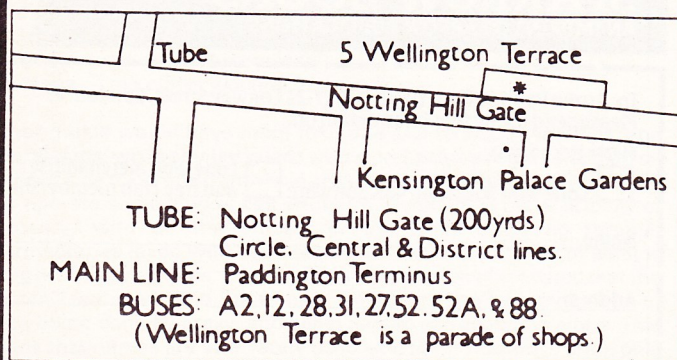 Tube
5 Wellington Terrace
*
Notting Hill Gate
Kensington Palace Gardens
TUBE: Notting Hill Gate (200yrds)
Circle. Central & District lines.
MAIN LINE: Paddington Terminus
BUSES: A2, 12, 28, 31, 27. 52. 52A, & 88.
(Wellington Terrace is a parade of shops.)